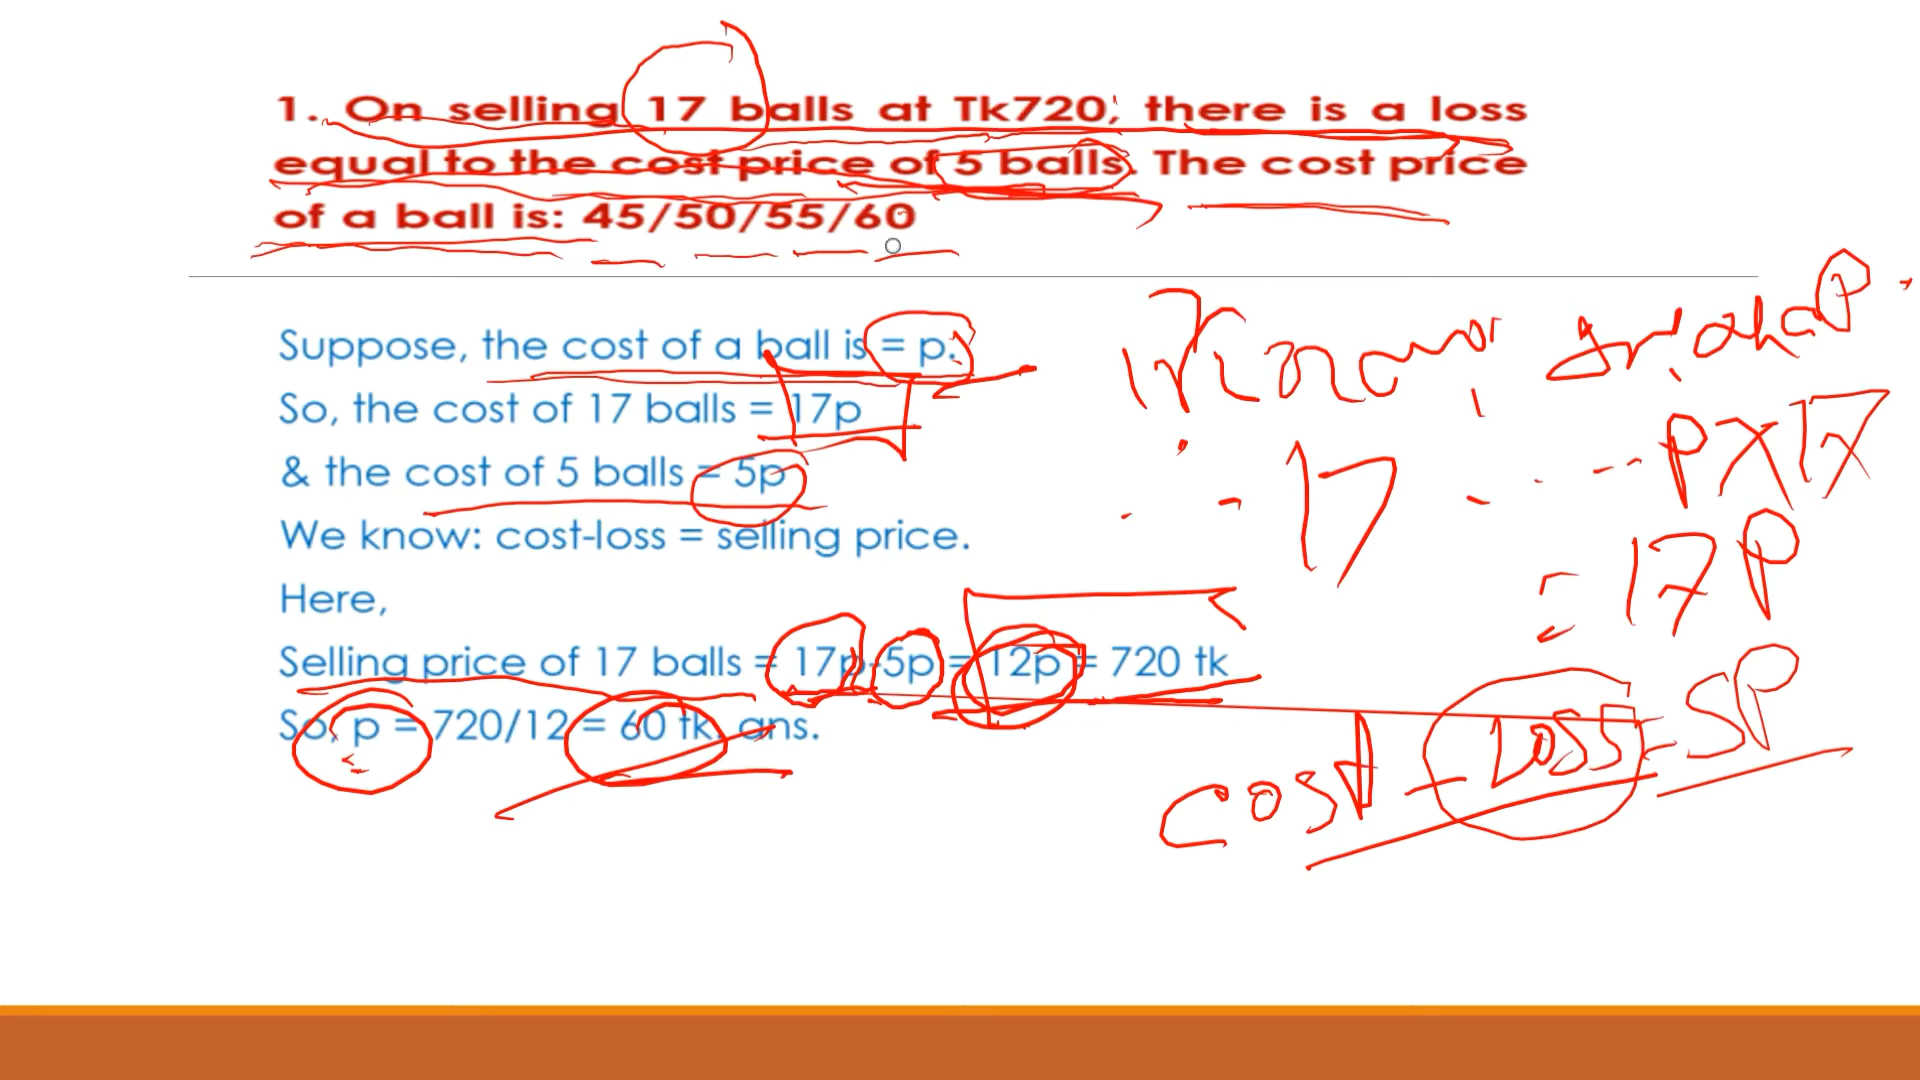 1. On selling 17 balls at Tk720, there is a loss
equal to the cost price of 5 balls. The cost price
of a ball is: 45/50/55/60
Suppose, the cost of a ball is = p.
So, the cost of 17 balls = 17p
& the cost of 5 balls = 5p
We know: cost-loss = selling price.
Here,
Selling price of 17 balls = 17p-5p = 12p = 720 tk
So, p = 720/12 = 60 tk. ans.
P
17 P X 17
= 17 P
cost - Loss = SP